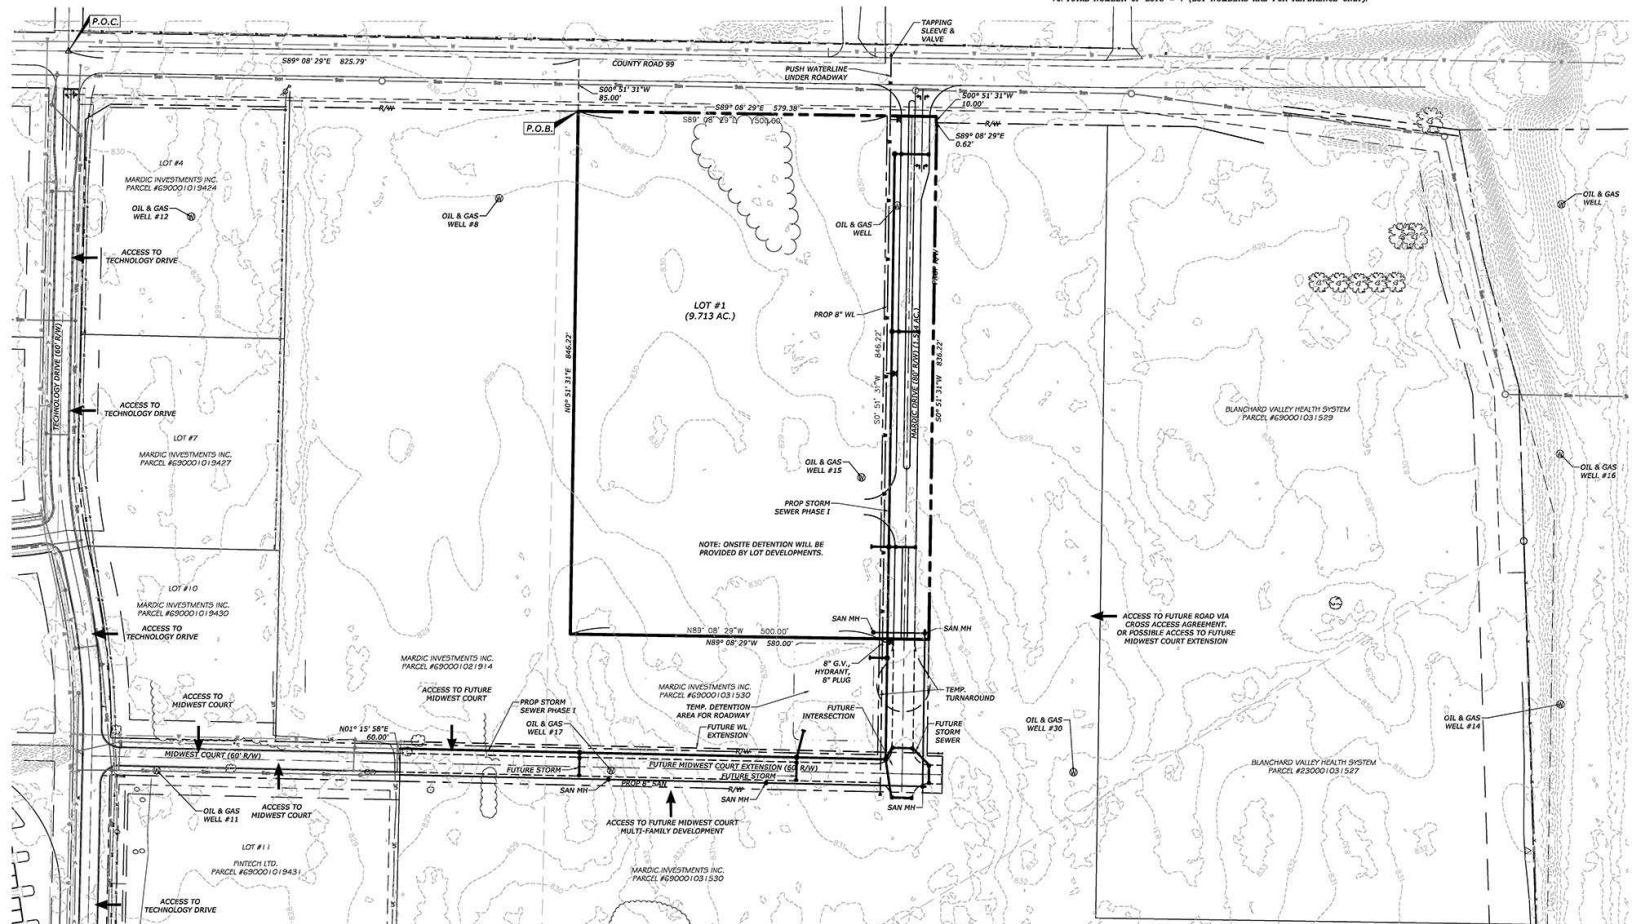 P.O.C.
S89° 08' 29"E 825.79'
COUNTY ROAD 99
TAPPING
SLEEVE &
VALVE
PUSH WATERLINE
UNDER ROADWAY
S00° 51' 31"W
85.00'
S00° 51' 31"W
10.00'
R/W
S89° 08' 29"E 579.38'
P.O.B.
R/W
S89° 08' 29"E
0.62'
LOT #4
MARDIC INVESTMENTS INC.
PARCEL #690001019424
OIL & GAS
WELL #12
OIL & GAS
WELL #8
OIL & GAS
WELL
OIL & GAS
WELL
ACCESS TO
TECHNOLOGY DRIVE
LOT #1
(9.713 AC.)
PROP 8" WL
TECHNOLOGY DRIVE (60' R/W)
N0° 51' 31"E 846.22'
S0° 51' 31"W 846.22'
S0° 51' 31"W 836.22'
ACCESS TO
TECHNOLOGY DRIVE
BLANCHARD VALLEY HEALTH SYSTEM
PARCEL #690001031529
LOT #7
MARDIC INVESTMENTS INC.
PARCEL #690001019427
OIL & GAS
WELL #15
OIL & GAS
WELL #16
PROP STORM
SEWER PHASE I
NOTE: ONSITE DETENTION WILL BE
PROVIDED BY LOT DEVELOPMENTS.
LOT #10
MARDIC INVESTMENTS INC.
PARCEL #690001019430
ACCESS TO
TECHNOLOGY DRIVE
SAN MH
SAN MH
N89° 08' 29"W 500.00'
N89° 08' 29"W 580.00'
ACCESS TO FUTURE ROAD VIA
CROSS ACCESS AGREEMENT.
OR POSSIBLE ACCESS TO FUTURE
MIDWEST COURT EXTENSION
MARDIC INVESTMENTS INC.
PARCEL #690001021914
8" G.V.,
HYDRANT,
8" PLUG
ACCESS TO
MIDWEST COURT
ACCESS TO FUTURE
MIDWEST COURT
MARDIC INVESTMENTS INC.
PARCEL #690001031530
TEMP. DETENTION
AREA FOR ROADWAY
TEMP.
TURNAROUND
PROP STORM
SEWER PHASE I
FUTURE
INTERSECTION
OIL & GAS
WELL #17
FUTURE WL
EXTENSION
FUTURE
STORM
SEWER
OIL & GAS
WELL #30
OIL & GAS
WELL #14
N01° 15' 58"E
60.00'
MIDWEST COURT (60' R/W)
R/W
FUTURE STORM
FUTURE MIDWEST COURT EXTENSION (60' R/W)
FUTURE STORM
PROP 8" SAN
R/W
SAN MH
SAN MH
SAN MH
BLANCHARD VALLEY HEALTH SYSTEM
PARCEL #230001031527
OIL & GAS
WELL #11
ACCESS TO
MIDWEST COURT
ACCESS TO FUTURE MIDWEST COURT
MULTI-FAMILY DEVELOPMENT
LOT #11
FINTECH LTD.
PARCEL #690001019431
MARDIC INVESTMENTS INC.
PARCEL #690001031530
ACCESS TO
TECHNOLOGY DRIVE